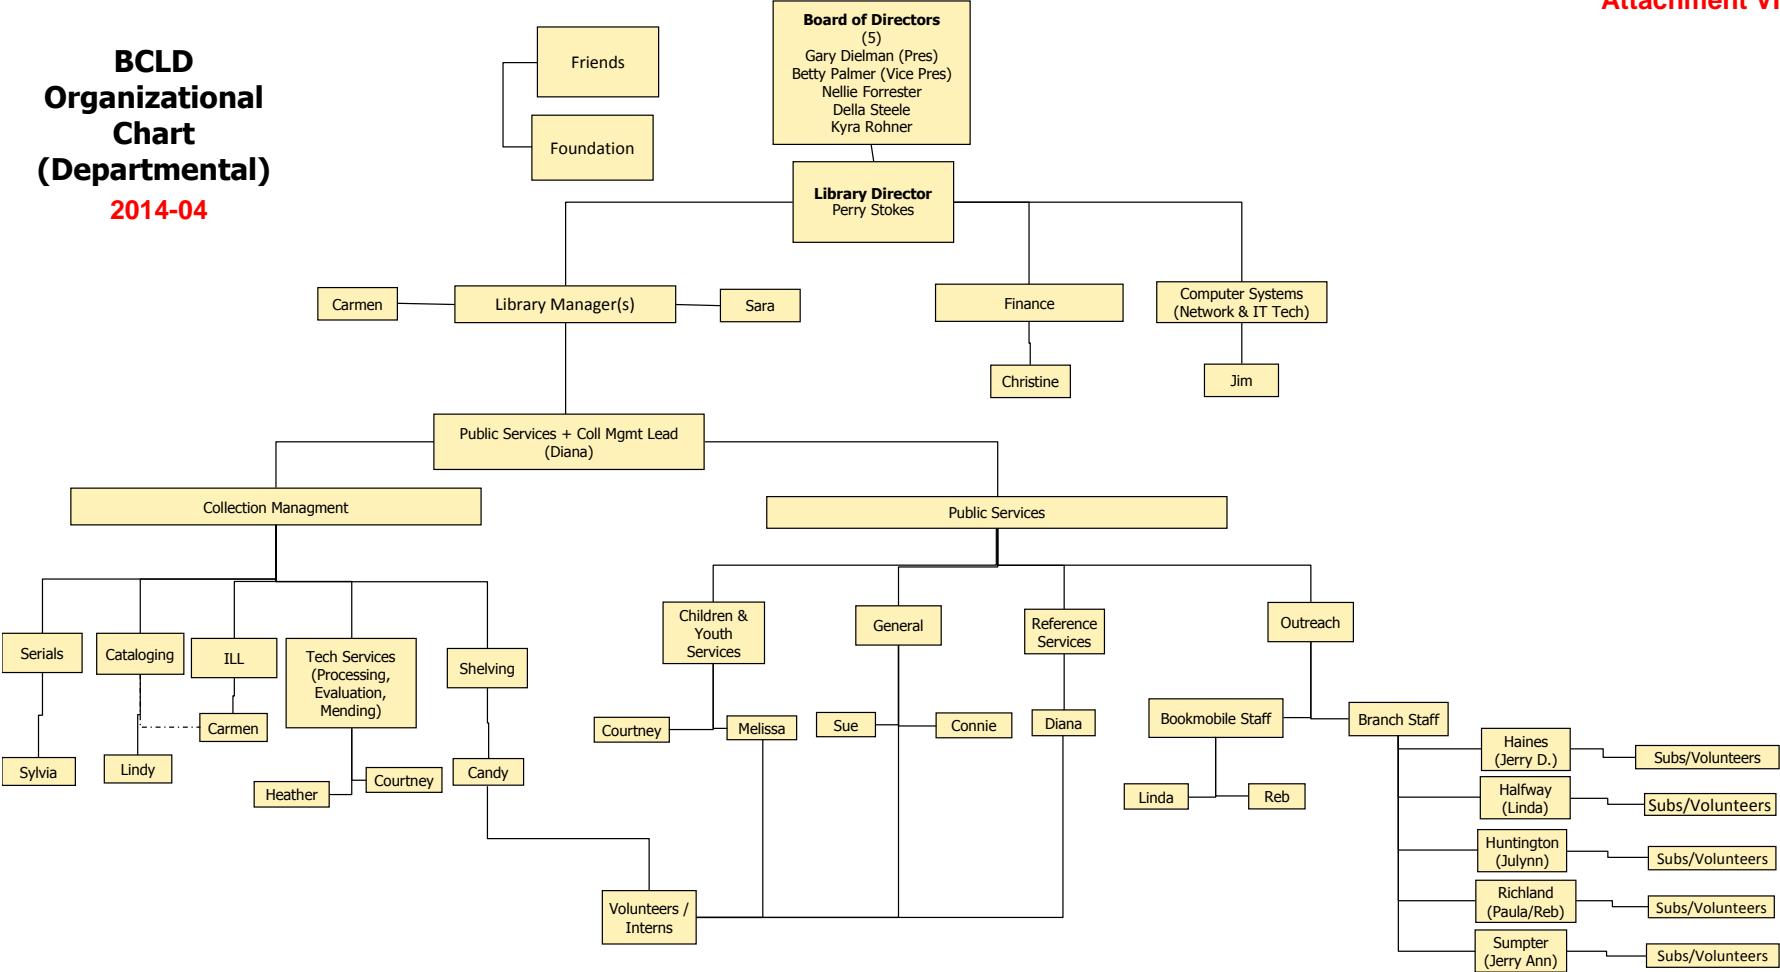 Attachment VI
BCLD
Organizational
Chart
(Departmental)
2014-04
Friends
Foundation
Board of Directors
(5)
Gary Dielman (Pres)
Betty Palmer (Vice Pres)
Nellie Forrester
Della Steele
Kyra Rohner
Library Director
Perry Stokes
Carmen
Library Manager(s)
Sara
Finance
Computer Systems
(Network & IT Tech)
Christine
Jim
Public Services + Coll Mgmt Lead
(Diana)
Collection Managment
Public Services
Serials
Cataloging
ILL
Tech Services
(Processing,
Evaluation,
Mending)
Shelving
Children &
Youth
Services
General
Reference
Services
Outreach
Sylvia
Lindy
Carmen
Heather
Courtney
Candy
Courtney
Melissa
Sue
Connie
Diana
Bookmobile Staff
Branch Staff
Linda
Reb
Haines
(Jerry D.)
Subs/Volunteers
Halfway
(Linda)
Subs/Volunteers
Huntington
(Julynn)
Subs/Volunteers
Richland
(Paula/Reb)
Subs/Volunteers
Sumpter
(Jerry Ann)
Subs/Volunteers
Volunteers /
Interns